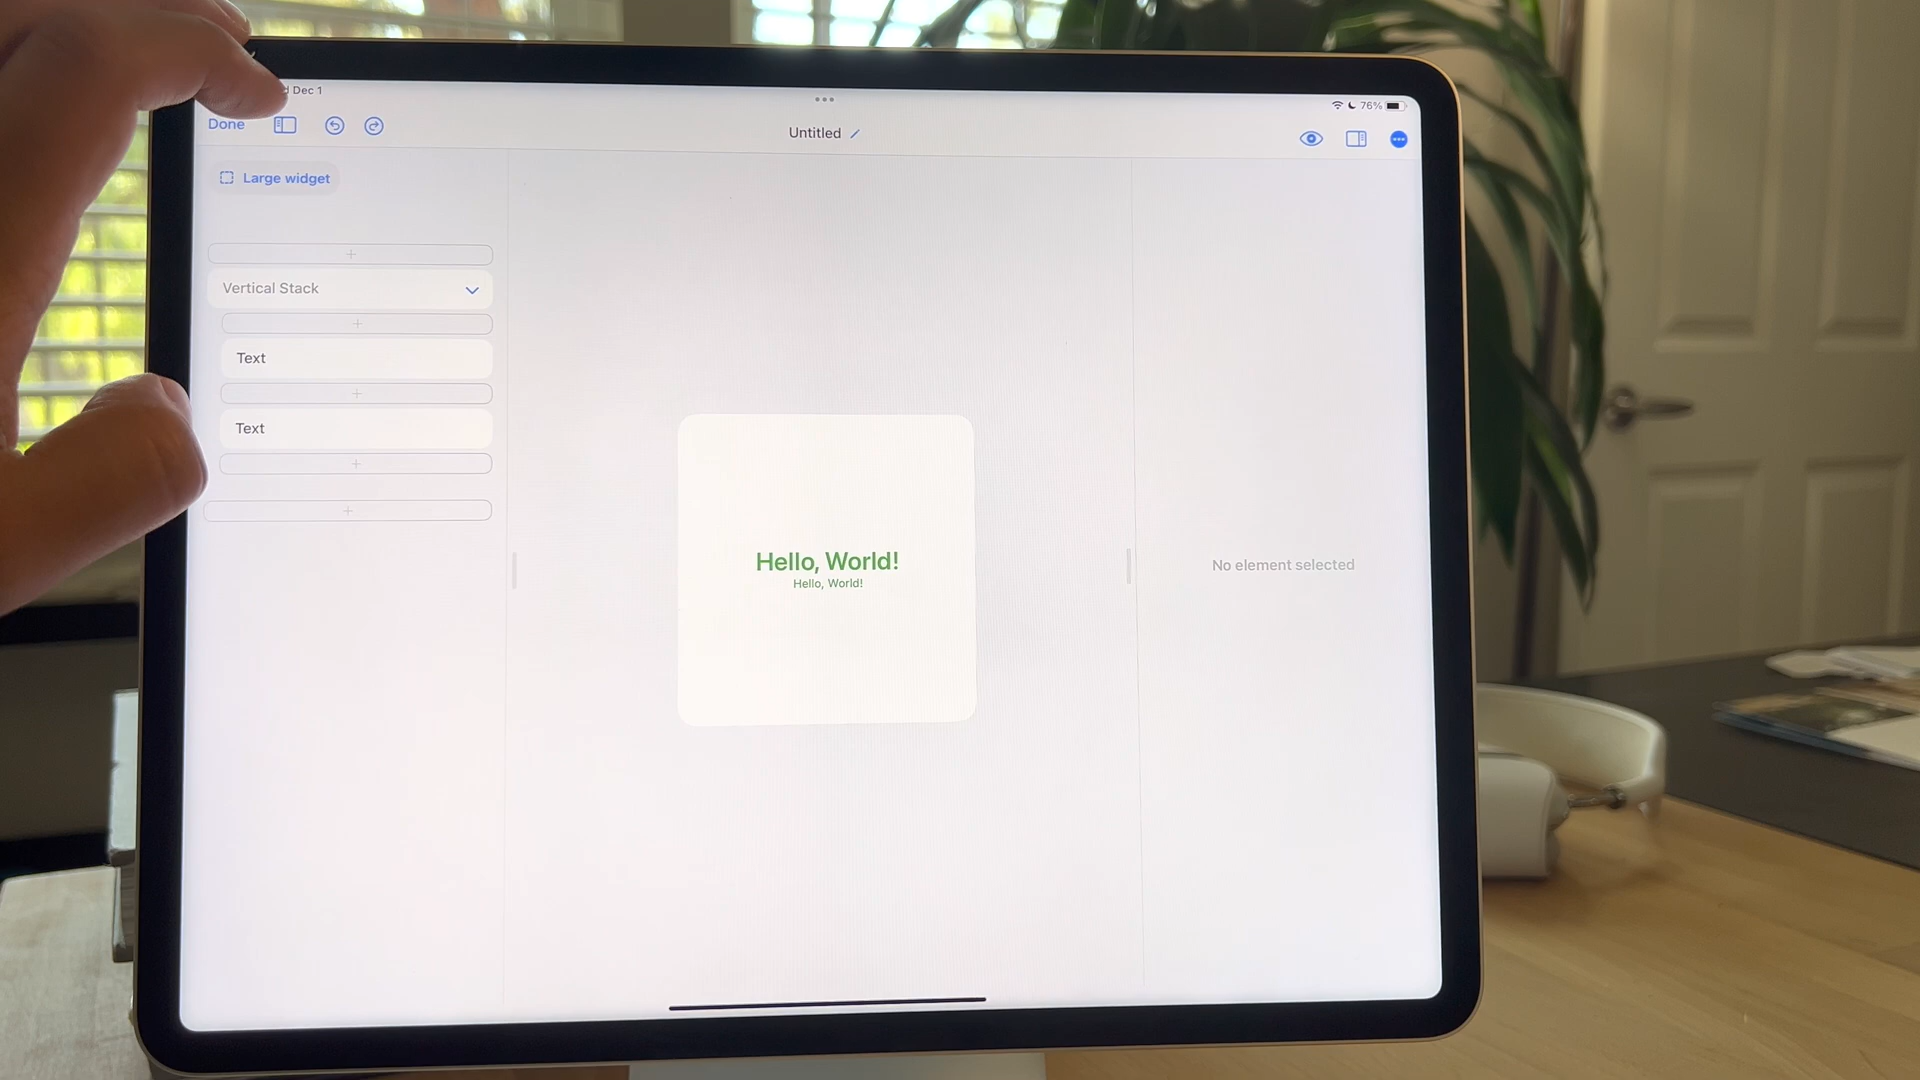 Dec 1
76%
Done
Untitled
Large widget
Vertical Stack
Text
Text
Hello, World!
Hello, World!
No element selected